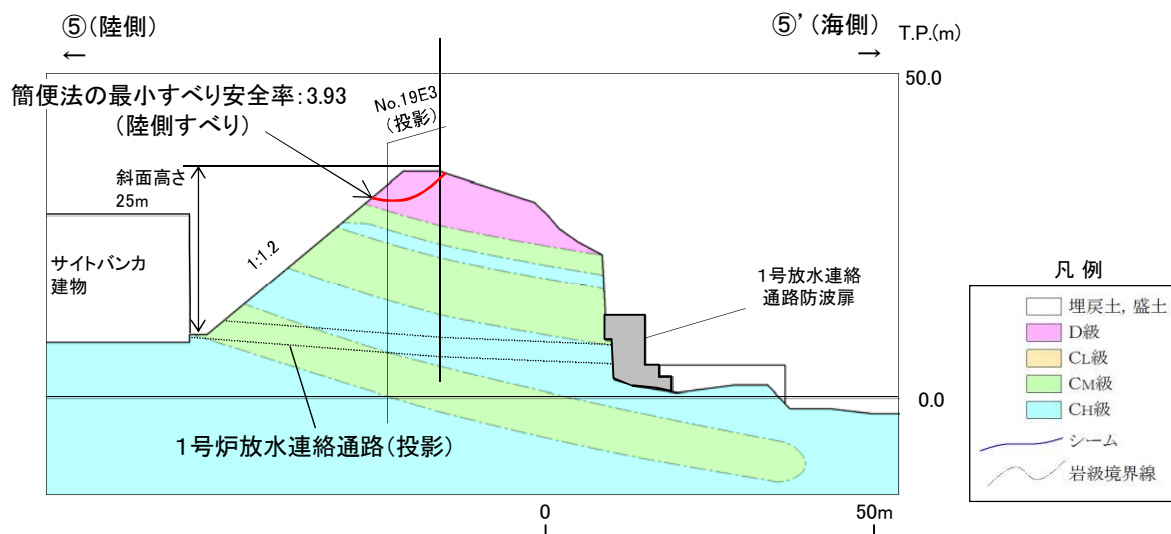 ⑤(陸側)
←
⑤’(海側)
→
T.P.(m)
50.0
簡便法の最小すべり安全率:3.93
(陸側すべり)
No.19E3
(投影)
斜面高さ
25m
1:1.2
サイトバンカ
建物
1号放水連絡
通路防波扉
0.0
1号炉放水連絡通路(投影)
0
50m
凡 例
埋戻土, 盛土
D級
CL級
CM級
CH級
シーム
岩級境界線